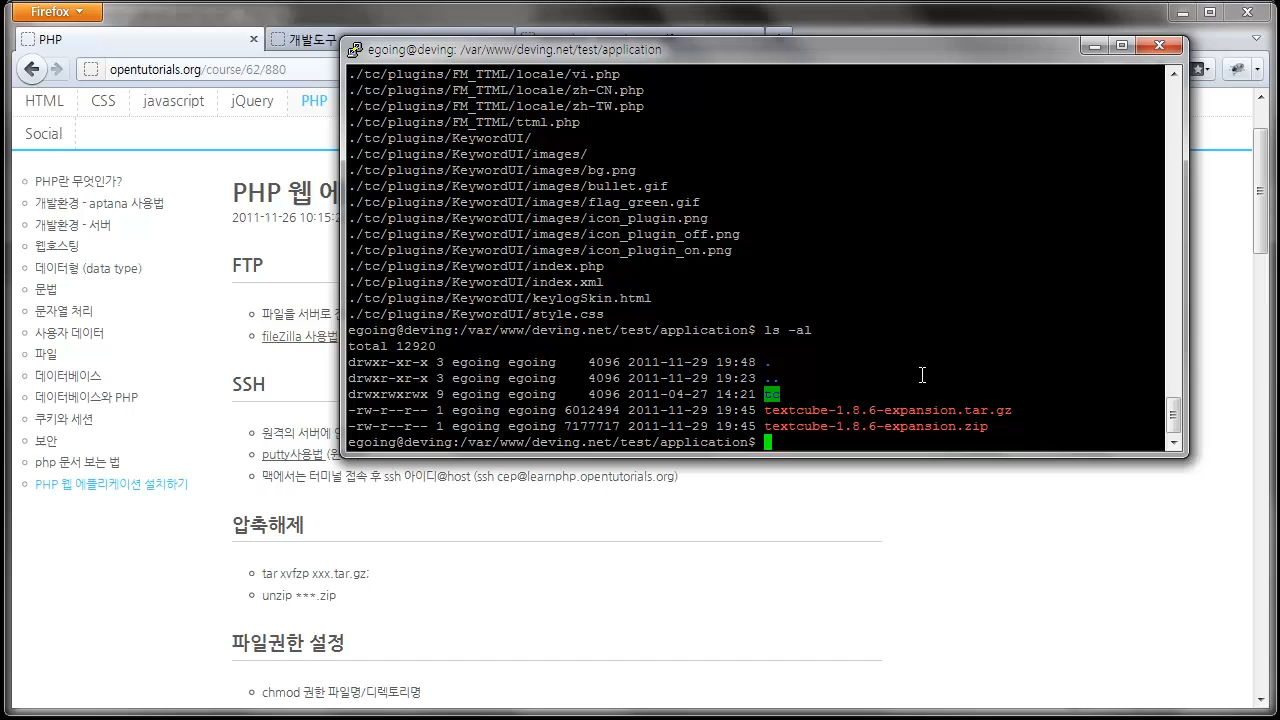 Firefox
PHP
개발도구
opentutorials.org/course/62/880
HTML
CSS
javascript
jQuery
PHP
Social
PHP란 무엇인가?
개발환경 - aptana 사용법
개발환경 - 서버
웹호스팅
데이터형 (data type)
문법
문자열 처리
사용자 데이터
파일
데이터베이스
데이터베이스와 PHP
쿠키와 세션
보안
php 문서 보는 법
PHP 웹 에플리케이션 설치하기
PHP 웹 에
2011-11-26 10:15:2
FTP
파일을 서버로 전
fileZilla 사용법
SSH
원격의 서버에 인
putty사용법 (원
맥에서는 터미널 접속 후 ssh 아이디@host (ssh cep@learnphp.opentutorials.org)
압축해제
tar xvfzp xxx.tar.gz;
unzip ***.zip
파일권한 설정
chmod 권한 파일명/디렉토리명
egoing@deving: /var/www/deving.net/test/application
./tc/plugins/FM_TTML/locale/vi.php
./tc/plugins/FM_TTML/locale/zh-CN.php
./tc/plugins/FM_TTML/locale/zh-TW.php
./tc/plugins/FM_TTML/ttml.php
./tc/plugins/KeywordUI/
./tc/plugins/KeywordUI/images/
./tc/plugins/KeywordUI/images/bg.png
./tc/plugins/KeywordUI/images/bullet.gif
./tc/plugins/KeywordUI/images/flag_green.gif
./tc/plugins/KeywordUI/images/icon_plugin.png
./tc/plugins/KeywordUI/images/icon_plugin_off.png
./tc/plugins/KeywordUI/images/icon_plugin_on.png
./tc/plugins/KeywordUI/index.php
./tc/plugins/KeywordUI/index.xml
./tc/plugins/KeywordUI/keylogSkin.html
./tc/plugins/KeywordUI/style.css
egoing@deving:/var/www/deving.net/test/application$ ls -al
total 12920
drwxr-xr-x 3 egoing egoing 4096 2011-11-29 19:48 .
drwxr-xr-x 3 egoing egoing 4096 2011-11-29 19:23 ..
drwxrwxrwx 9 egoing egoing 4096 2011-04-27 14:21 tc
-rw-r--r-- 1 egoing egoing 6012494 2011-11-29 19:45 textcube-1.8.6-expansion.tar.gz
-rw-r--r-- 1 egoing egoing 7177717 2011-11-29 19:45 textcube-1.8.6-expansion.zip
egoing@deving:/var/www/deving.net/test/application$